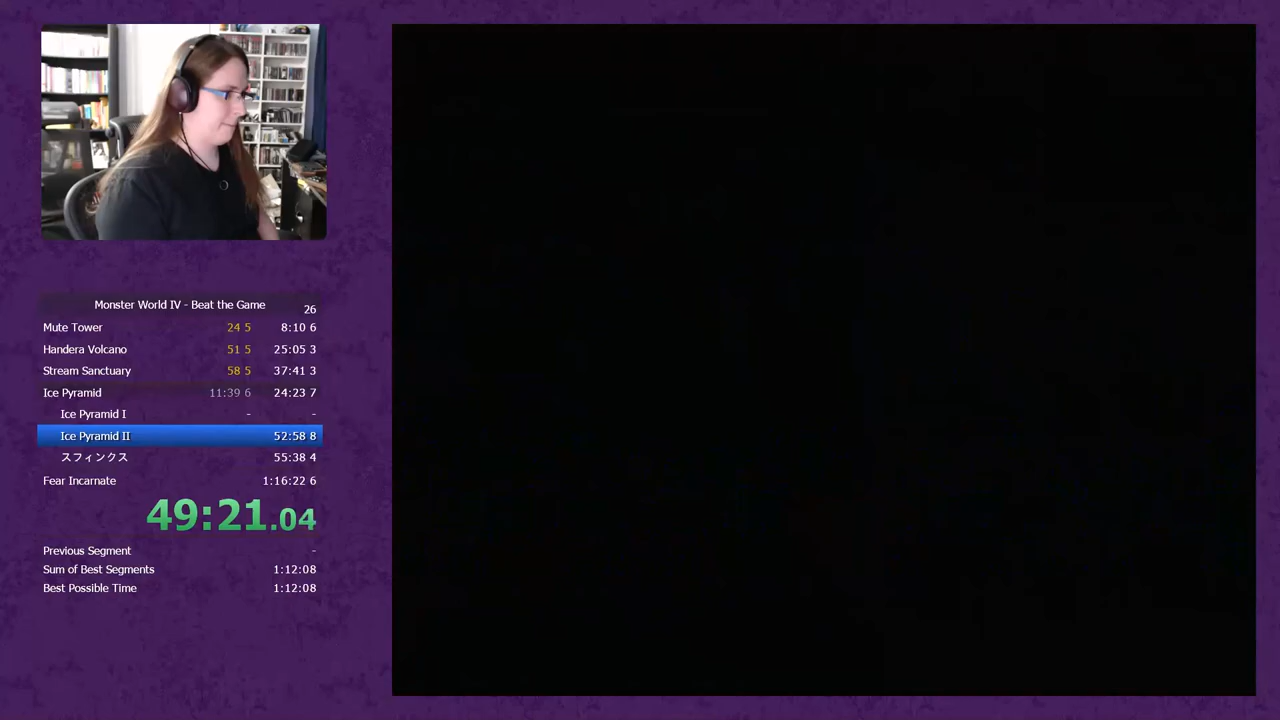 Monster World IV - Beat the Game 26
Mute Tower 24 5 8:10 6
Handera Volcano 51 5 25:05 3
Stream Sanctuary 58 5 37:41 3
Ice Pyramid 11:39 6 24:23 7
Ice Pyramid I - -
Ice Pyramid II 52:58 8
スフィンクス 55:38 4
Fear Incarnate 1:16:22 6
49:21.04
Previous Segment -
Sum of Best Segments 1:12:08
Best Possible Time 1:12:08